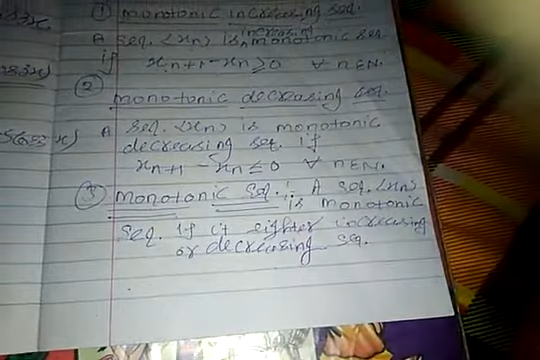 ① monotonic increasing seq.
A seq. <xn> is increasing monotonic seq.
if xn+1 - xn ≥ 0 ∀ n ∈ N.
② monotonic decreasing seq.
A seq. <xn> is monotonic
decreasing seq. if
xn+1 - xn ≤ 0 ∀ n ∈ N.
③ monotonic seq. :- A seq. <xn>
is monotonic
seq. if it eighter increasing
or decreasing seq.